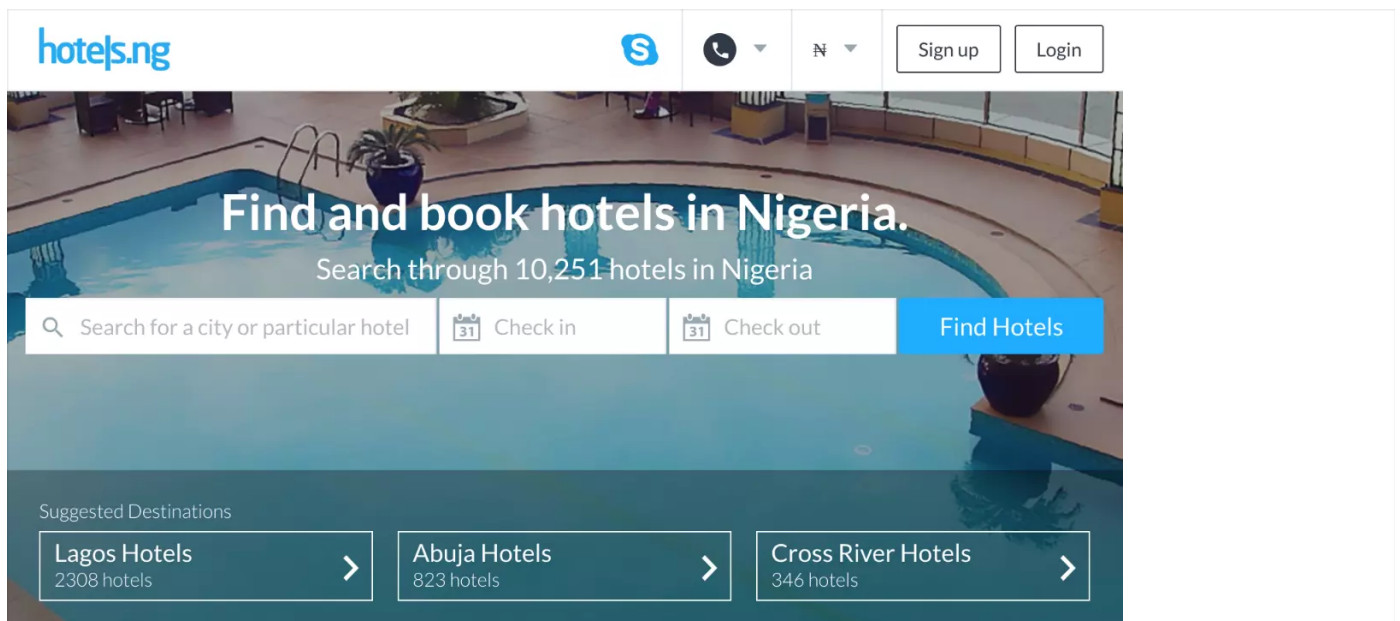 hotels.ng
₦
Sign up
Login
Find and book hotels in Nigeria.
Search through 10,251 hotels in Nigeria
Search for a city or particular hotel
31
Check in
31
Check out
Find Hotels
Suggested Destinations
Lagos Hotels
2308 hotels
Abuja Hotels
823 hotels
Cross River Hotels
346 hotels